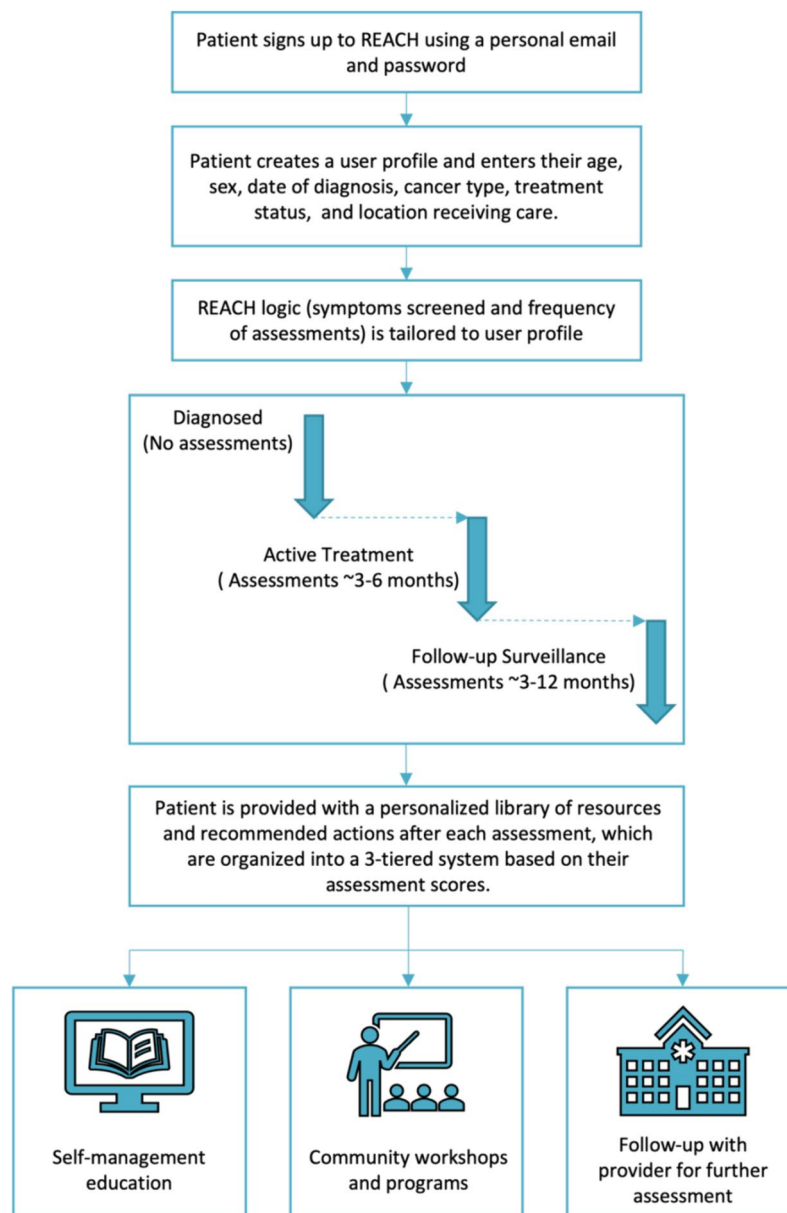 Patient signs up to REACH using a personal email
and password
Patient creates a user profile and enters their age,
sex, date of diagnosis, cancer type, treatment
status, and location receiving care.
REACH logic (symptoms screened and frequency
of assessments) is tailored to user profile
Diagnosed
(No assessments)
Active Treatment
( Assessments ~3-6 months)
Follow-up Surveillance
( Assessments ~3-12 months)
Patient is provided with a personalized library of resources
and recommended actions after each assessment, which
are organized into a 3-tiered system based on their
assessment scores.
Self-management
education
Community workshops
and programs
Follow-up with
provider for further
assessment